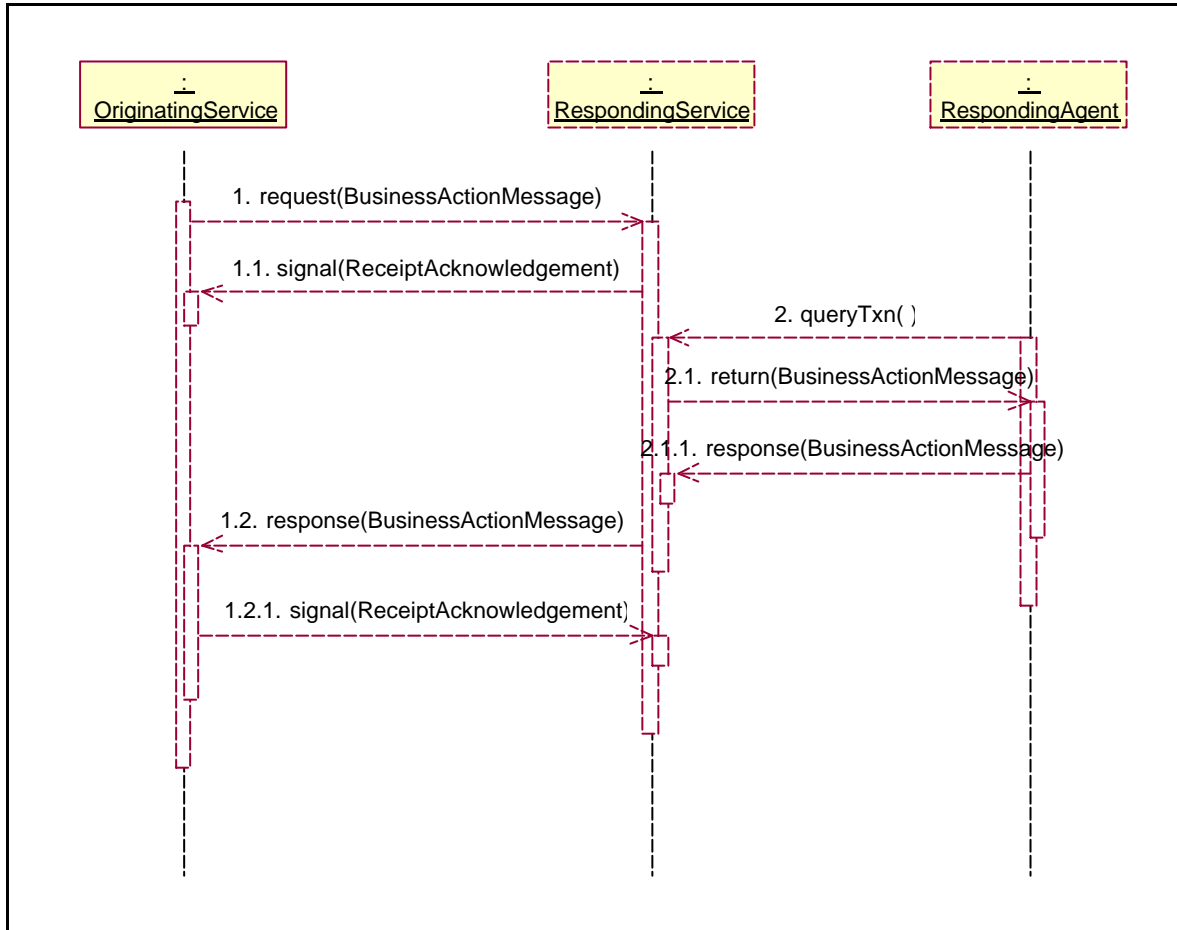 :
OriginatingService
:
RespondingService
:
RespondingAgent
1. request(BusinessActionMessage)
1.1. signal(ReceiptAcknowledgement)
2. queryTxn( )
2.1. return(BusinessActionMessage)
2.1.1. response(BusinessActionMessage)
1.2. response(BusinessActionMessage)
1.2.1. signal(ReceiptAcknowledgement)